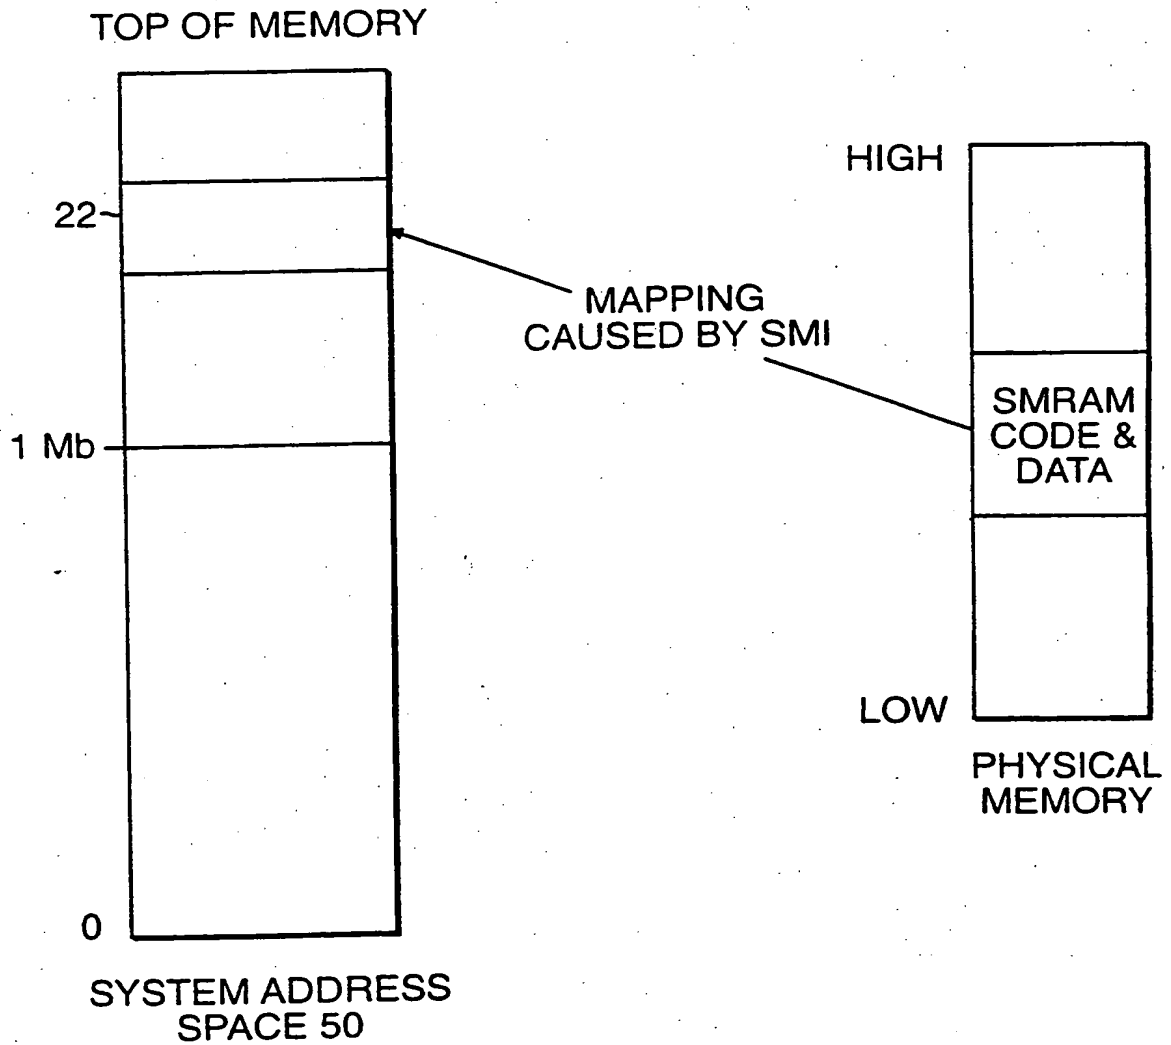 TOP OF MEMORY
HIGH
22
MAPPING
CAUSED BY SMI
SMRAM
CODE &
DATA
1 Mb
LOW
PHYSICAL
MEMORY
0
SYSTEM ADDRESS
SPACE 50